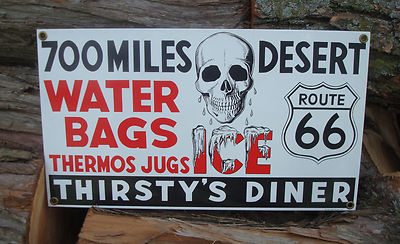 700 MILES DESERT
WATER
BAGS
THERMOS JUGS
ICE
ROUTE
66
THIRSTY'S DINER